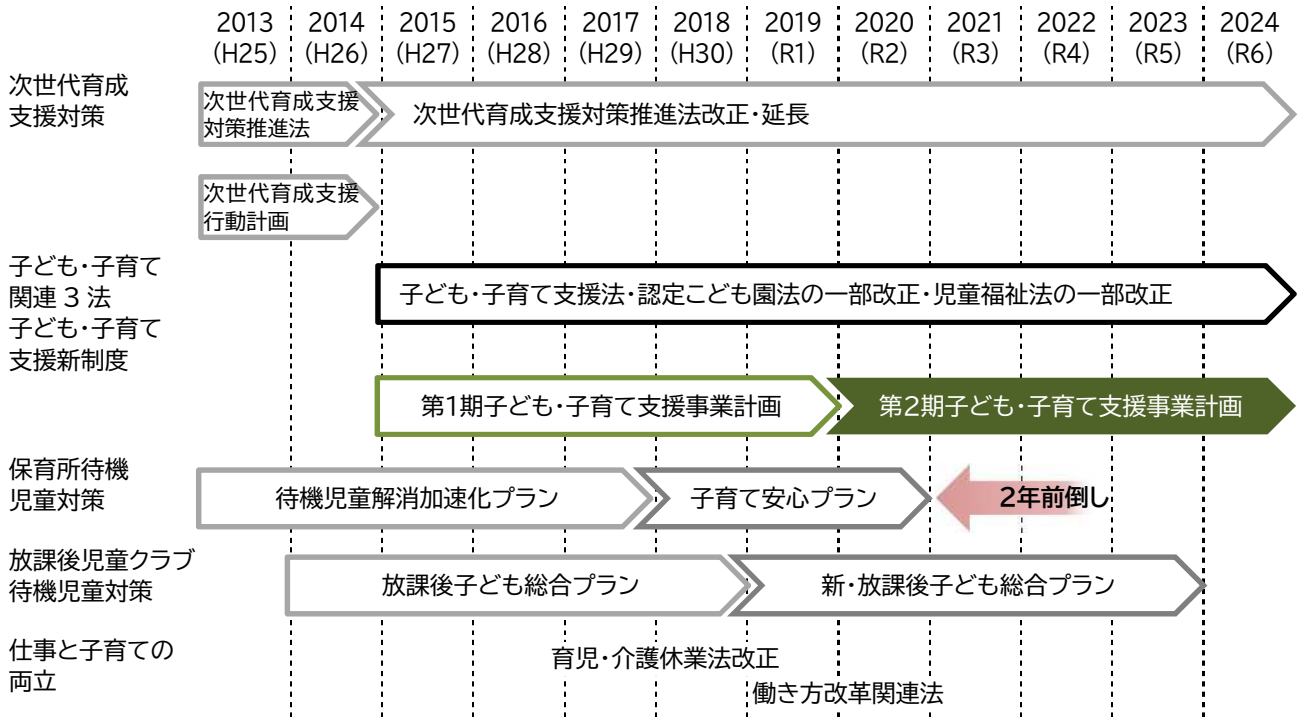 2013 2014 2015 2016 2017 2018 2019 2020 2021 2022 2023 2024
(H25) (H26) (H27) (H28) (H29) (H30) (R1) (R2) (R3) (R4) (R5) (R6)
次世代育成
支援対策
次世代育成支援
対策推進法
次世代育成支援対策推進法改正・延長
次世代育成支援
行動計画
子ども・子育て
関連3法
子ども・子育て
支援新制度
子ども・子育て支援法・認定こども園法の一部改正・児童福祉法の一部改正
第1期子ども・子育て支援事業計画
第2期子ども・子育て支援事業計画
保育所待機
児童対策
待機児童解消加速化プラン
子育て安心プラン
2年前倒し
放課後児童クラブ
待機児童対策
放課後子ども総合プラン
新・放課後子ども総合プラン
仕事と子育ての
両立
育児・介護休業法改正
働き方改革関連法